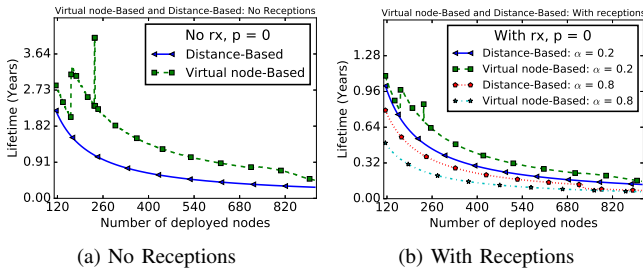 Virtual node-Based and Distance-Based: No Receptions
No rx, p = 0
Distance-Based
Virtual node-Based
Lifetime (Years)
3.64
2.73
1.82
0.91
0.00
120 260 400 540 680 820
Number of deployed nodes
(a) No Receptions
Virtual node-Based and Distance-Based: With receptions
With rx, p = 0
Distance-Based: α = 0.2
Virtual node-Based: α = 0.2
Distance-Based: α = 0.8
Virtual node-Based: α = 0.8
Lifetime (Years)
1.28
0.96
0.64
0.32
0.00
120 260 400 540 680 820
Number of deployed nodes
(b) With Receptions